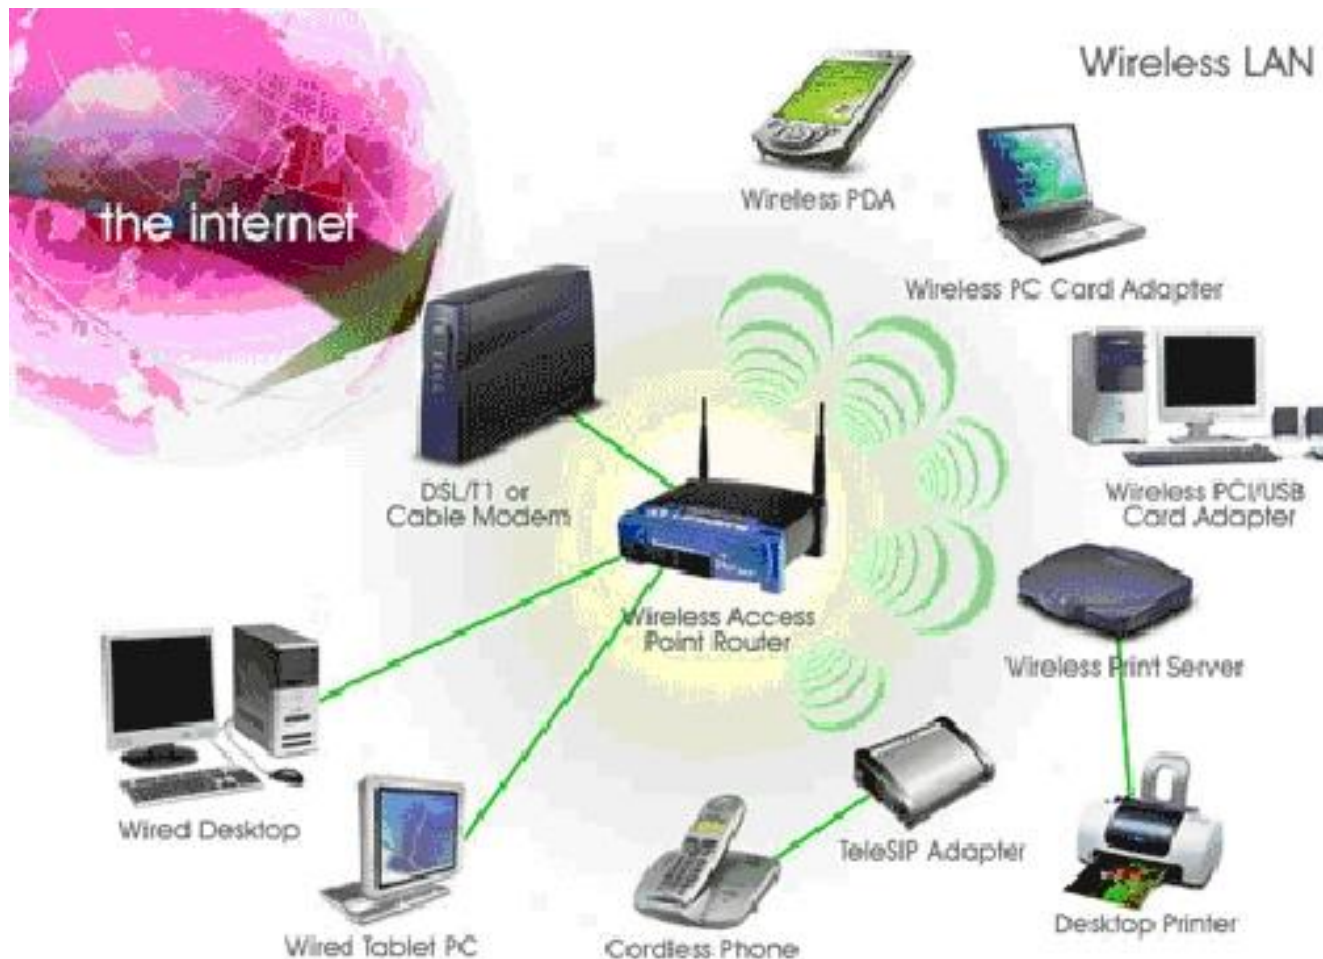 Wireless LAN
the internet
Wireless PDA
Wireless PC Card Adapter
DSL/T1 or
Cable Modem
Wireless PCI/USB
Card Adapter
Wireless Access
Point Router
Wireless Print Server
Wired Desktop
TeleSIP Adapter
Desktop Printer
Wired Tablet PC
Cordless Phone